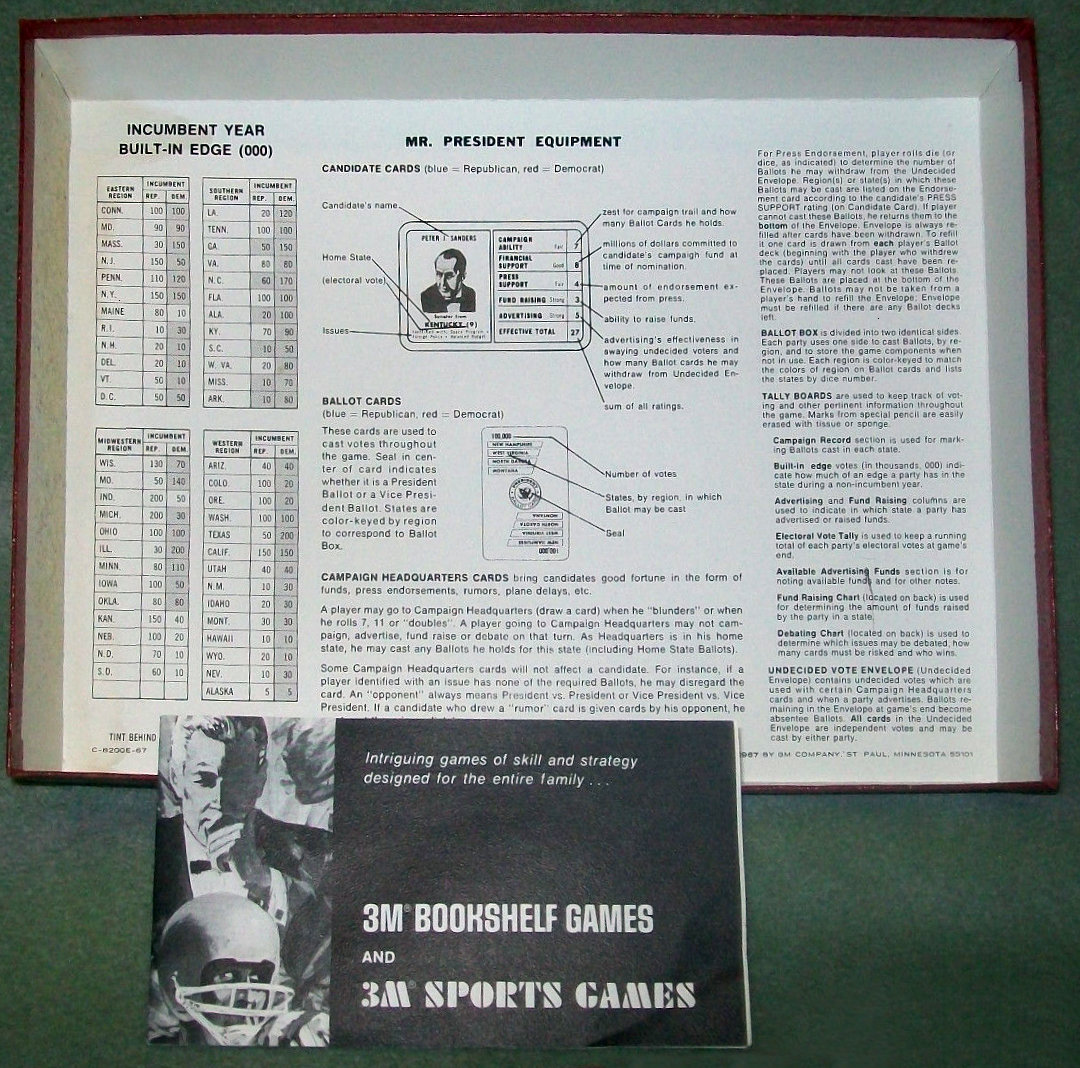 INCUMBENT YEAR
BUILT-IN EDGE (000)
EASTERN REGION INCUMBENT REP. DEM.
CONN. 100 100
MD. 90 90
MASS. 30 150
N.J. 150 50
PENN. 110 120
N.Y. 150 150
MAINE 80 10
R.I. 10 30
N.H. 20 10
DEL. 20 10
VT. 50 10
D.C. 50 50
SOUTHERN REGION INCUMBENT REP. DEM.
LA. 20 120
TENN. 100 100
GA. 50 150
VA. 80 80
N.C. 60 170
FLA. 100 100
ALA. 20 100
KY. 70 90
S.C. 10 50
W. VA. 20 80
MISS. 10 70
ARK. 10 80
MIDWESTERN REGION INCUMBENT REP. DEM.
WIS. 130 70
MO. 50 140
IND. 200 50
MICH. 200 30
OHIO 100 100
ILL. 30 200
MINN. 80 110
IOWA 100 50
OKLA. 80 80
KAN. 150 40
NEB. 100 20
N.D. 70 10
S.D. 60 10
WESTERN REGION INCUMBENT REP. DEM.
ARIZ. 40 40
COLO. 100 20
ORE. 100 20
WASH. 100 100
TEXAS 50 200
CALIF. 150 150
UTAH 40 40
N.M. 10 30
IDAHO 20 30
MONT. 30 30
HAWAII 10 10
WYO. 20 10
NEV. 10 30
ALASKA 5 5
TINT BEHIND
C-8200E-67
MR. PRESIDENT EQUIPMENT
CANDIDATE CARDS (blue = Republican, red = Democrat)
Candidate's name
Home State
(electoral vote)
Issues
PETER J. SANDERS
Senator from
KENTUCKY (9)
CAMPAIGN ABILITY Fair 7
FINANCIAL SUPPORT Good 8
PRESS SUPPORT Fair 4
FUND RAISING Strong 3
ADVERTISING Strong 5
EFFECTIVE TOTAL 27
zest for campaign trail and how
many Ballot Cards he holds.
millions of dollars committed to
candidate's campaign fund at
time of nomination.
amount of endorsement ex-
pected from press.
ability to raise funds.
advertising's effectiveness in
swaying undecided voters and
how many Ballot cards he may
withdraw from Undecided En-
velope.
sum of all ratings.
BALLOT CARDS
(blue = Republican, red = Democrat)
These cards are used to
cast votes throughout
the game. Seal in cen-
ter of card indicates
whether it is a President
Ballot or a Vice Presi-
dent Ballot. States are
color-keyed by region
to correspond to Ballot
Box.
100,000
NEW HAMPSHIRE
WEST VIRGINIA
NORTH DAKOTA
MONTANA
MONTANA
NORTH DAKOTA
WEST VIRGINIA
NEW HAMPSHIRE
100,000
Number of votes
States, by region, in which
Ballot may be cast
Seal
CAMPAIGN HEADQUARTERS CARDS bring candidates good fortune in the form of
funds, press endorsements, rumors, plane delays, etc.
A player may go to Campaign Headquarters (draw a card) when he "blunders" or when
he rolls 7, 11 or "doubles". A player going to Campaign Headquarters may not cam-
paign, advertise, fund raise or debate on that turn. As Headquarters is in his home
state, he may cast any Ballots he holds for this state (including Home State Ballots).
Some Campaign Headquarters cards will not affect a candidate. For instance, if a
player identified with an issue has none of the required Ballots, he may disregard the
card. An "opponent" always means President vs. President or Vice President vs. Vice
President. If a candidate who drew a "rumor" card is given cards by his opponent, he
For Press Endorsement, player rolls die (or
dice, as indicated) to determine the number of
Ballots he may withdraw from the Undecided
Envelope. Region(s) or state(s) in which these
Ballots may be cast are listed on the Endorse-
ment card according to the candidate's PRESS
SUPPORT rating (on Candidate Card). If player
cannot cast these Ballots, he returns them to the
bottom of the Envelope. Envelope is always re-
filled after cards have been withdrawn. To refill
it one card is drawn from each player's Ballot
deck (beginning with the player who withdrew
the cards) until all cards cast have been re-
placed. Players may not look at these Ballots.
These Ballots are placed at the bottom of the
Envelope. Ballots may not be taken from a
player's hand to refill the Envelope; Envelope
must be refilled if there are any Ballot decks
left.
BALLOT BOX is divided into two identical sides.
Each party uses one side to cast Ballots, by re-
gion, and to store the game components when
not in use. Each region is color-keyed to match
the colors of region on Ballot cards and lists
the states by dice number.
TALLY BOARDS are used to keep track of vot-
ing and other pertinent information throughout
the game. Marks from special pencil are easily
erased with tissue or sponge.
Campaign Record section is used for mark-
ing Ballots cast in each state.
Built-in edge votes (in thousands, 000) indi-
cate how much of an edge a party has in the
state during a non-incumbent year.
Advertising and Fund Raising columns are
used to indicate in which state a party has
advertised or raised funds.
Electoral Vote Tally is used to keep a running
total of each party's electoral votes at game's
end.
Available Advertising Funds section is for
noting available funds and for other notes.
Fund Raising Chart (located on back) is used
for determining the amount of funds raised
by the party in a state.
Debating Chart (located on back) is used to
determine which issues may be debated, how
many cards must be risked and who wins.
UNDECIDED VOTE ENVELOPE (Undecided
Envelope) contains undecided votes which are
used with certain Campaign Headquarters
cards and when a party advertises. Ballots re-
maining in the Envelope at game's end become
absentee Ballots. All cards in the Undecided
Envelope are independent votes and may be
cast by either party.
967 BY 3M COMPANY, ST. PAUL, MINNESOTA 55101
Intriguing games of skill and strategy
designed for the entire family . . .
3M® BOOKSHELF GAMES
AND
3M® SPORTS GAMES